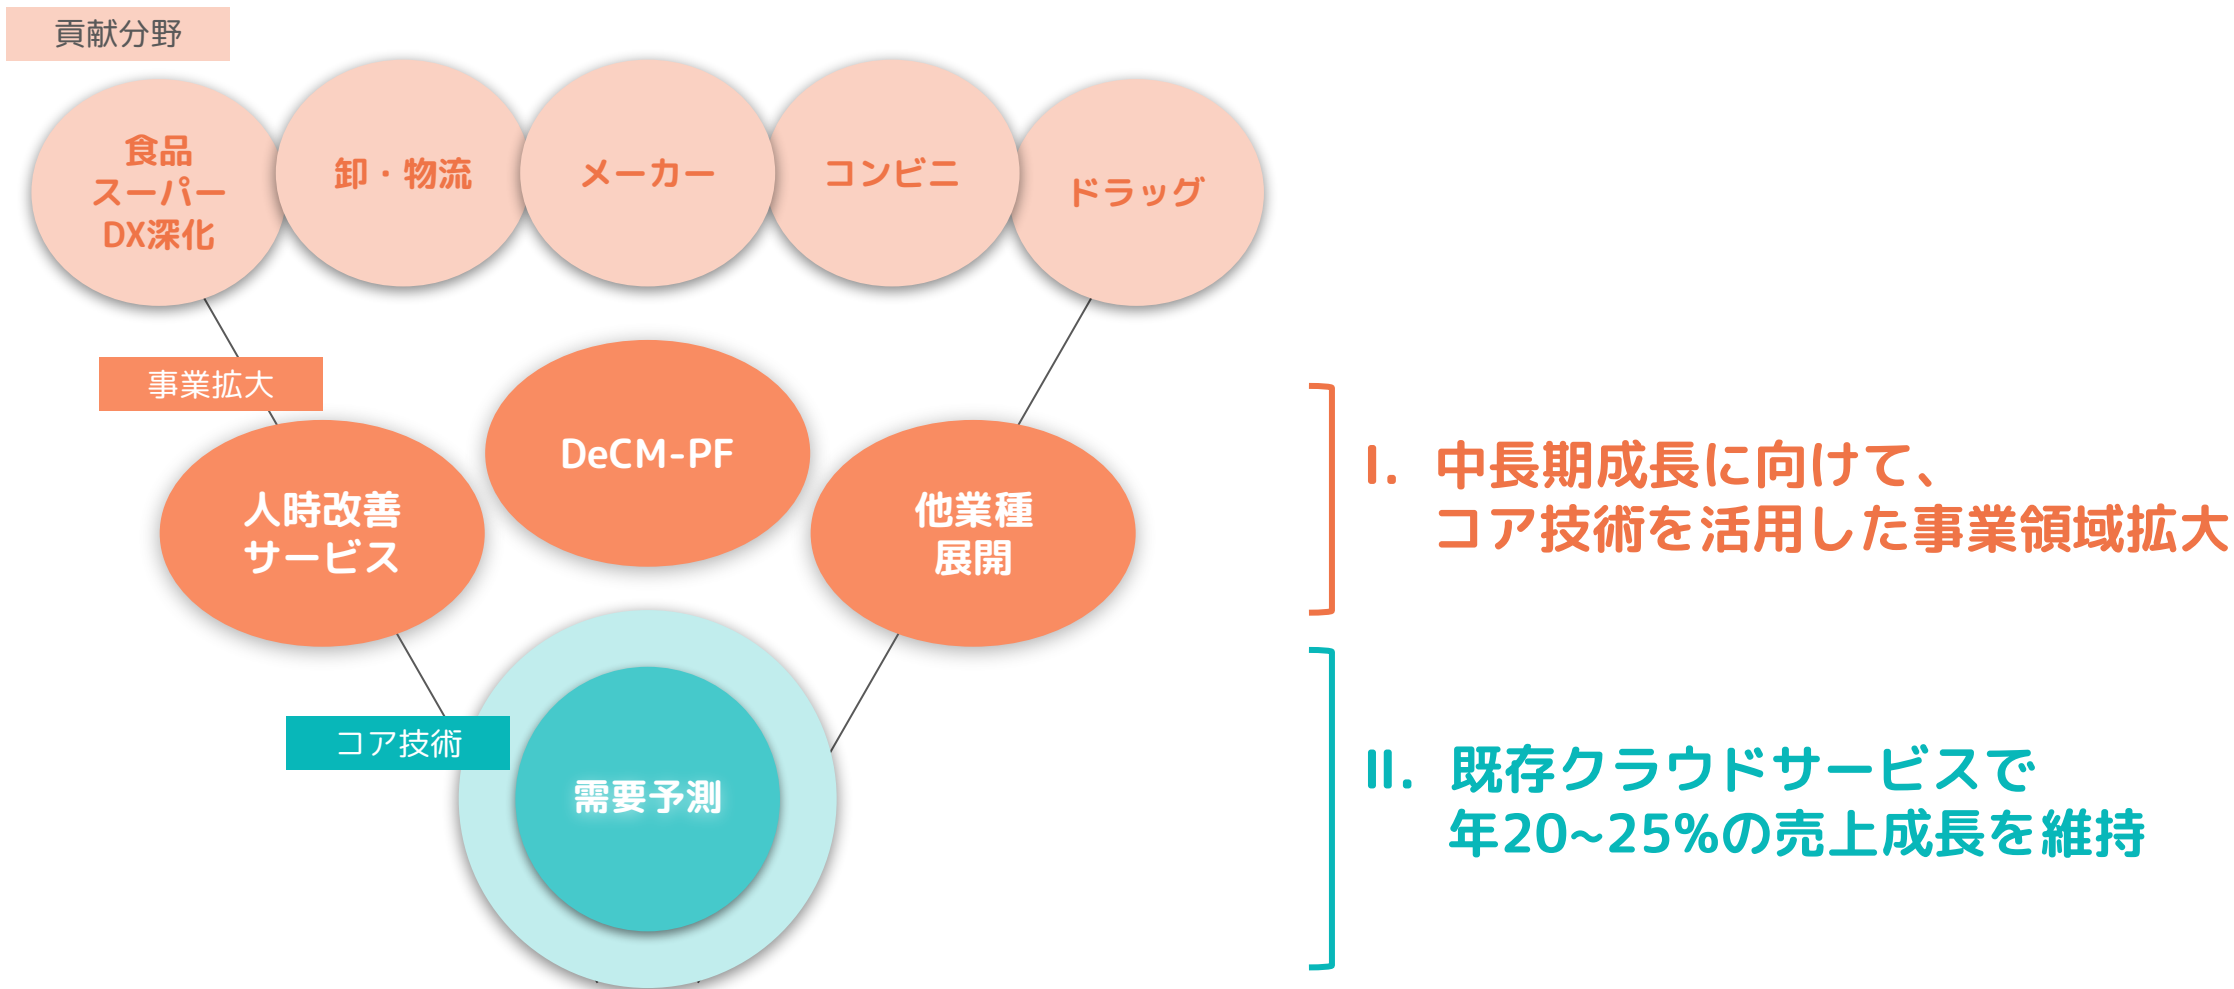 貢献分野
食品
スーパー
DX深化
卸・物流
メーカー
コンビニ
ドラッグ
事業拡大
人時改善
サービス
DeCM-PF
他業種
展開
コア技術
需要予測
I. 中長期成長に向けて、
コア技術を活用した事業領域拡大
II. 既存クラウドサービスで
年20~25%の売上成長を維持